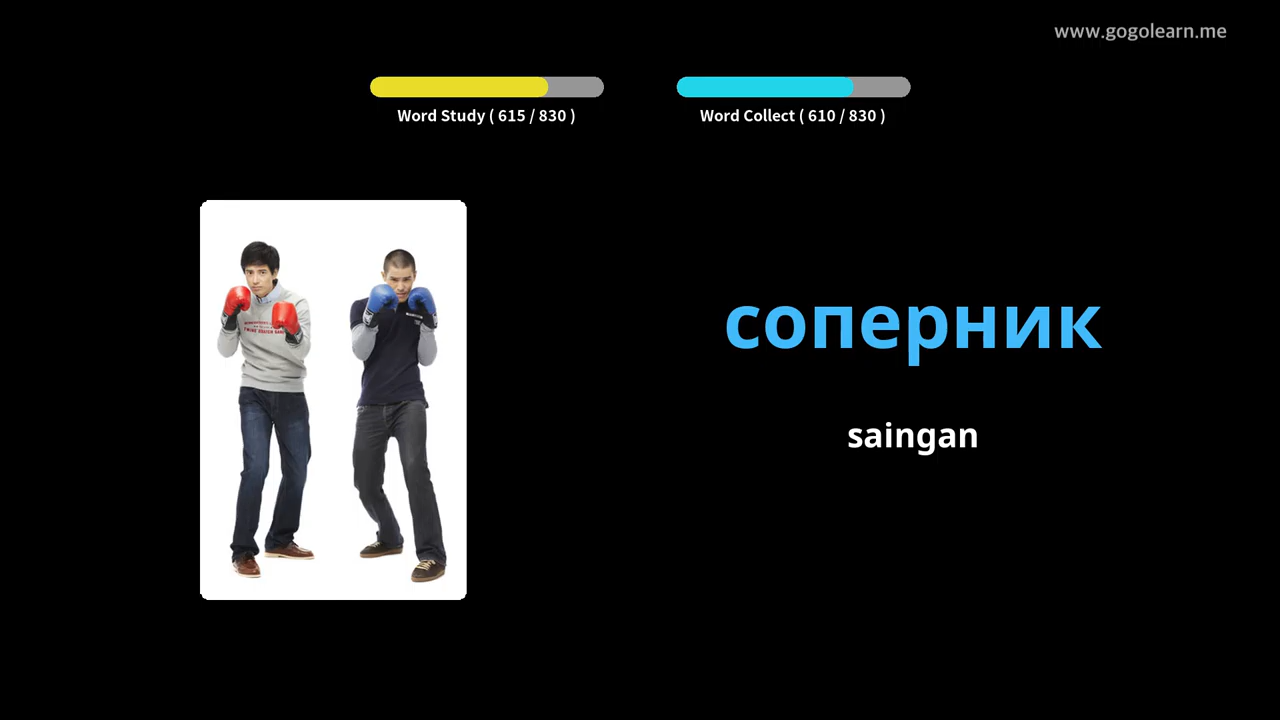 www.gogolearn.me
Word Study ( 615 / 830 )
Word Collect ( 610 / 830 )
соперник
saingan